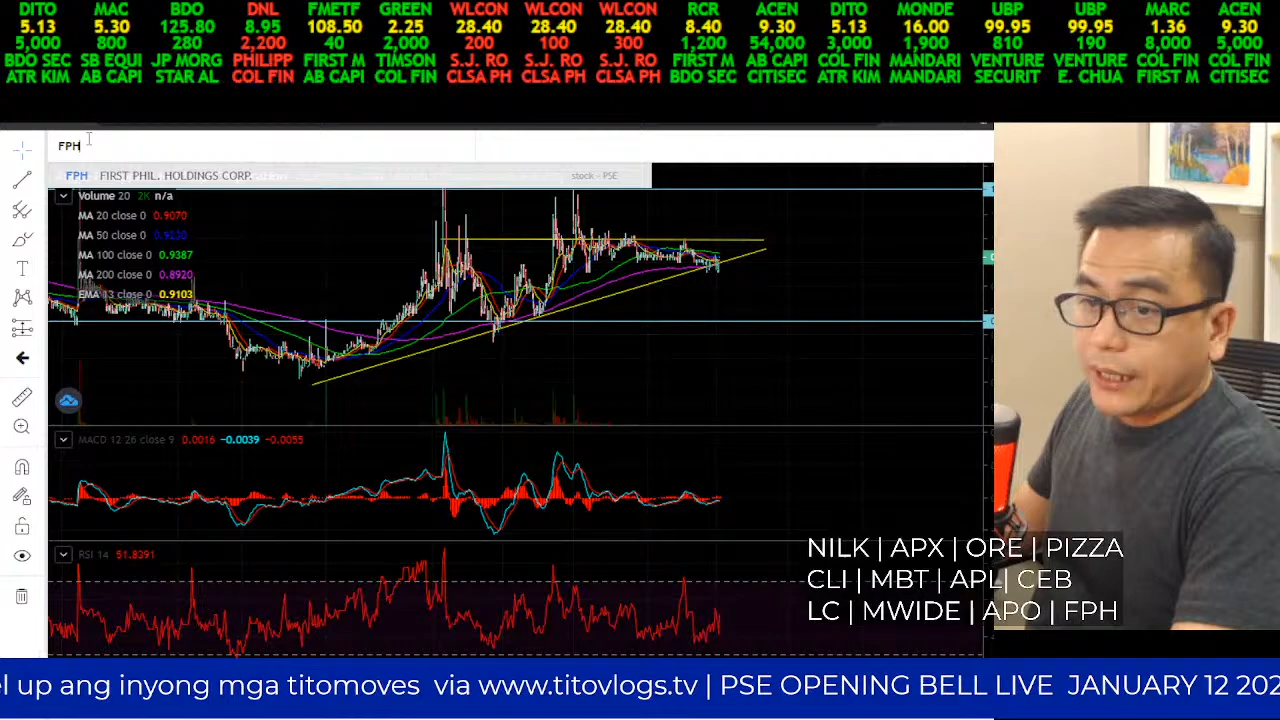 DITO MAC BDO DNL FMETF GREEN WLCON WLCON WLCON RCR ACEN DITO MONDE UBP UBP MARC ACEN
5.13 5.30 125.80 8.95 108.50 2.25 28.40 28.40 28.40 8.40 9.30 5.13 16.00 99.95 99.95 1.36 9.30
5,000 800 280 2,200 40 2,000 200 100 300 1,200 54,000 3,000 1,900 810 190 8,000 5,000
BDO SEC SB EQUI JP MORG PHILIPP FIRST M TIMSON S.J. RO S.J. RO S.J. RO FIRST M AB CAPI COL FIN MANDARI VENTURE VENTURE COL FIN COL FIN
ATR KIM AB CAPI STAR AL COL FIN AB CAPI COL FIN CLSA PH CLSA PH CLSA PH BDO SEC CITISEC ATR KIM MANDARI SECURIT E. CHUA FIRST M CITISEC
FPH
FPH FIRST PHIL. HOLDINGS CORP. stock - PSE
Volume 20 2K n/a
MA 20 close 0 0.9070
MA 50 close 0
MA 100 close 0 0.9387
MA 200 close 0 0.8920
EMA 13 close 0 0.9103
MACD 12 26 close 9 0.0016 -0.0039 -0.0055
RSI 14 51.8391
NILK | APX | ORE | PIZZA
CLI | MBT | APL | CEB
LC | MWIDE | APO | FPH
el up ang inyong mga titomoves via www.titovlogs.tv | PSE OPENING BELL LIVE JANUARY 12 202